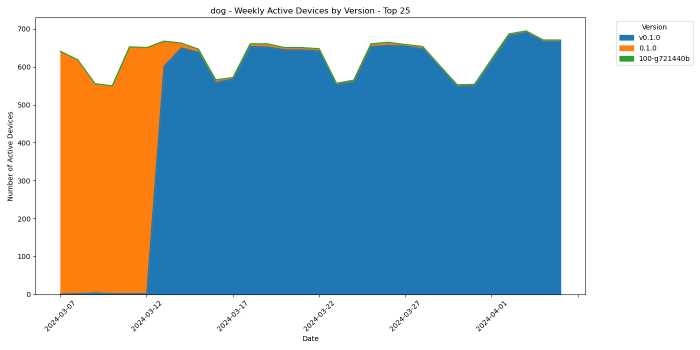 dog - Weekly Active Devices by Version - Top 25
Number of Active Devices
700
600
500
400
300
200
100
0
2024-03-07
2024-03-12
2024-03-17
2024-03-22
2024-03-27
2024-04-01
Date
Version
v0.1.0
0.1.0
100-g721440b